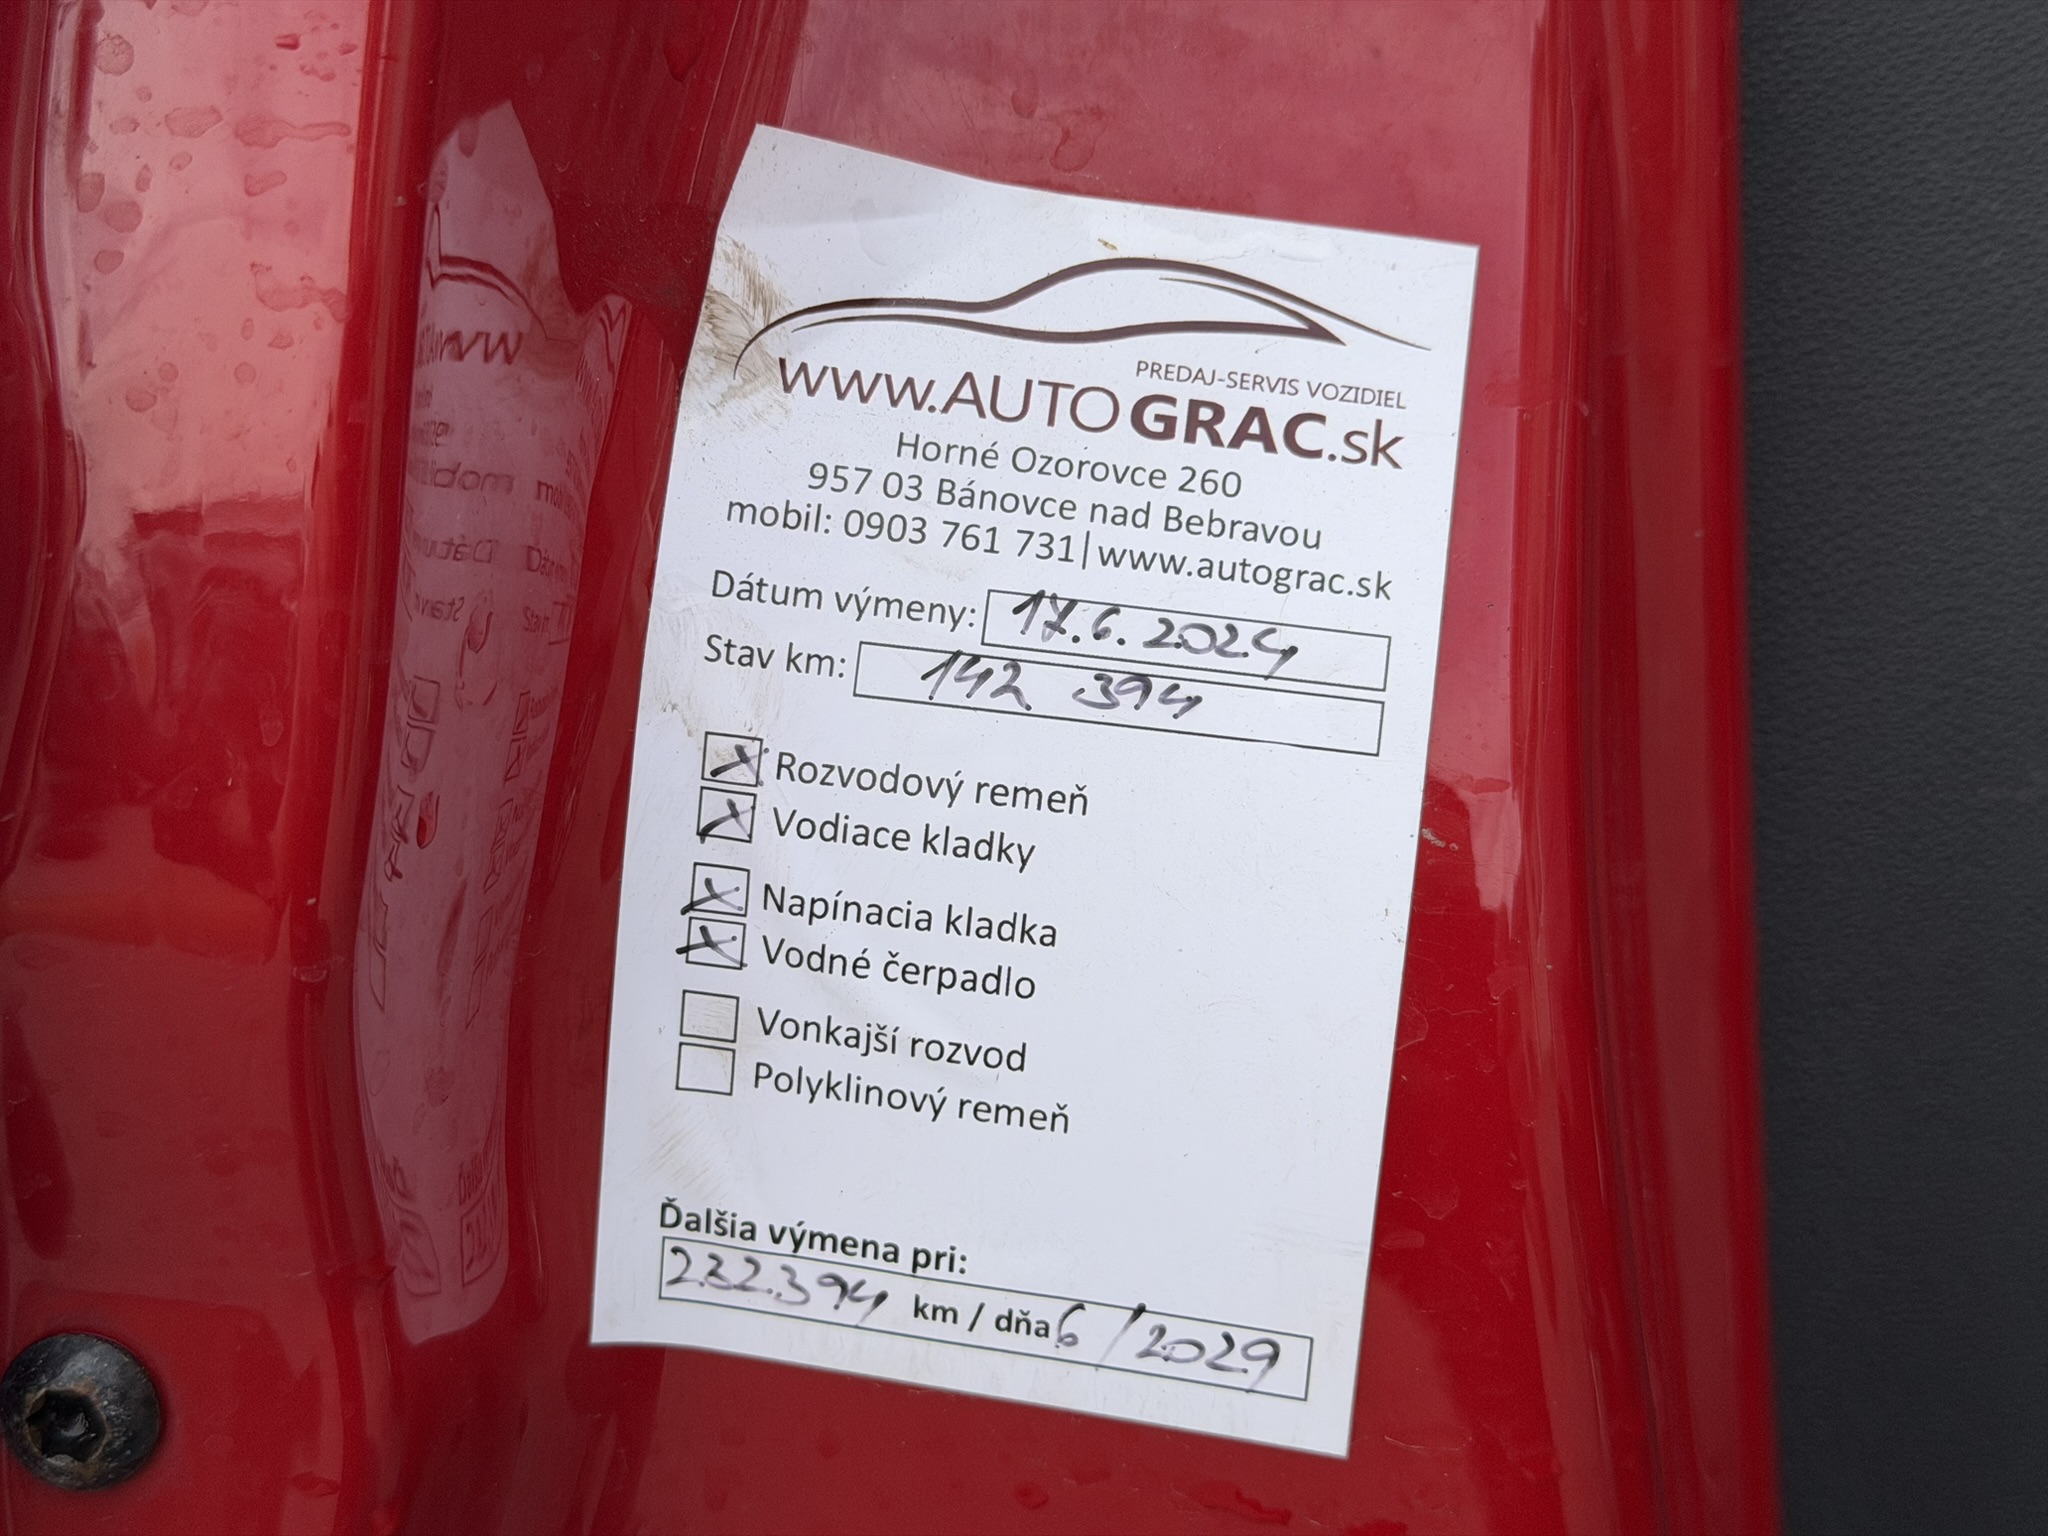 PREDAJ-SERVIS VOZIDIEL
www.AUTOGRAC.sk
Horné Ozorovce 260
957 03 Bánovce nad Bebravou
mobil: 0903 761 731|www.autograc.sk
Dátum výmeny: 17.6.2024
Stav km: 142 394
Rozvodový remeň
Vodiace kladky
Napínacia kladka
Vodné čerpadlo
Vonkajší rozvod
Polyklinový remeň
Ďalšia výmena pri:
232.394 km / dňa 6/2029